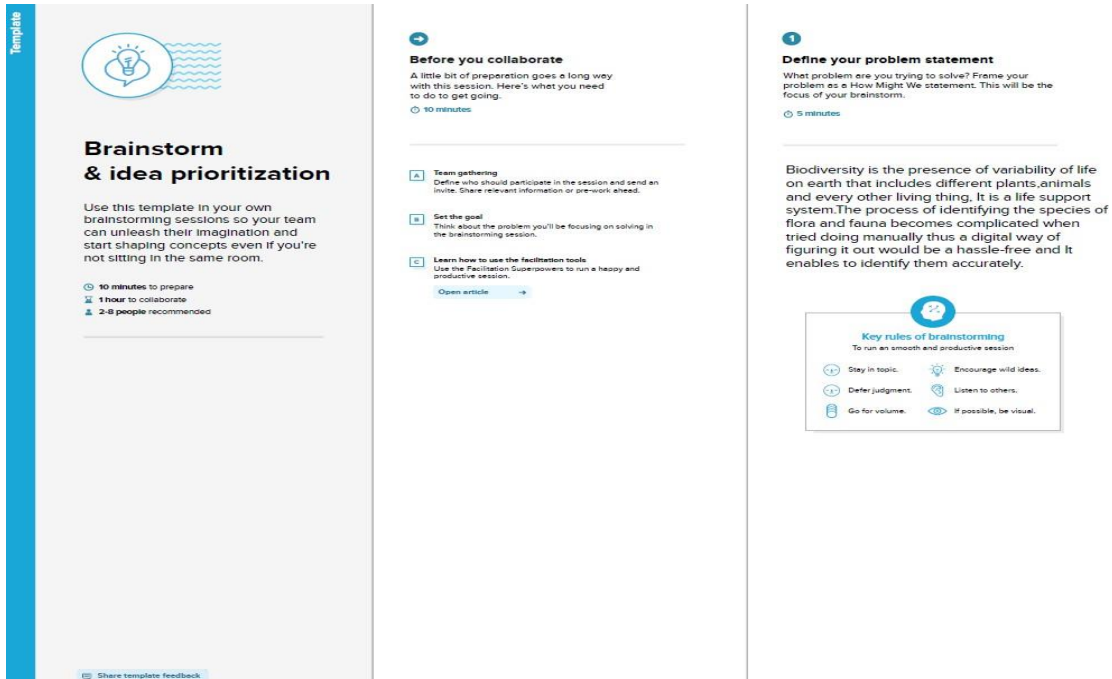 Template
Brainstorm
& idea prioritization
Use this template in your own
brainstorming sessions so your team
can unleash their imagination and
start shaping concepts even if you're
not sitting in the same room.
10 minutes to prepare
1 hour to collaborate
2-8 people recommended
Share template feedback
Before you collaborate
A little bit of preparation goes a long way
with this session. Here's what you need
to do to get going.
10 minutes
A
Team gathering
Define who should participate in the session and send an
invite. Share relevant information or pre-work ahead.
B
Set the goal
Think about the problem you'll be focusing on solving in
the brainstorming session.
C
Learn how to use the facilitation tools
Use the Facilitation Superpowers to run a happy and
productive session.
Open article →
1
Define your problem statement
What problem are you trying to solve? Frame your
problem as a How Might We statement. This will be the
focus of your brainstorm.
5 minutes
Biodiversity is the presence of variability of life
on earth that includes different plants,animals
and every other living thing, It is a life support
system.The process of identifying the species of
flora and fauna becomes complicated when
tried doing manually thus a digital way of
figuring it out would be a hassle-free and It
enables to identify them accurately.
Key rules of brainstorming
To run an smooth and productive session
Stay in topic.
Encourage wild ideas.
Defer judgment.
Listen to others.
Go for volume.
If possible, be visual.